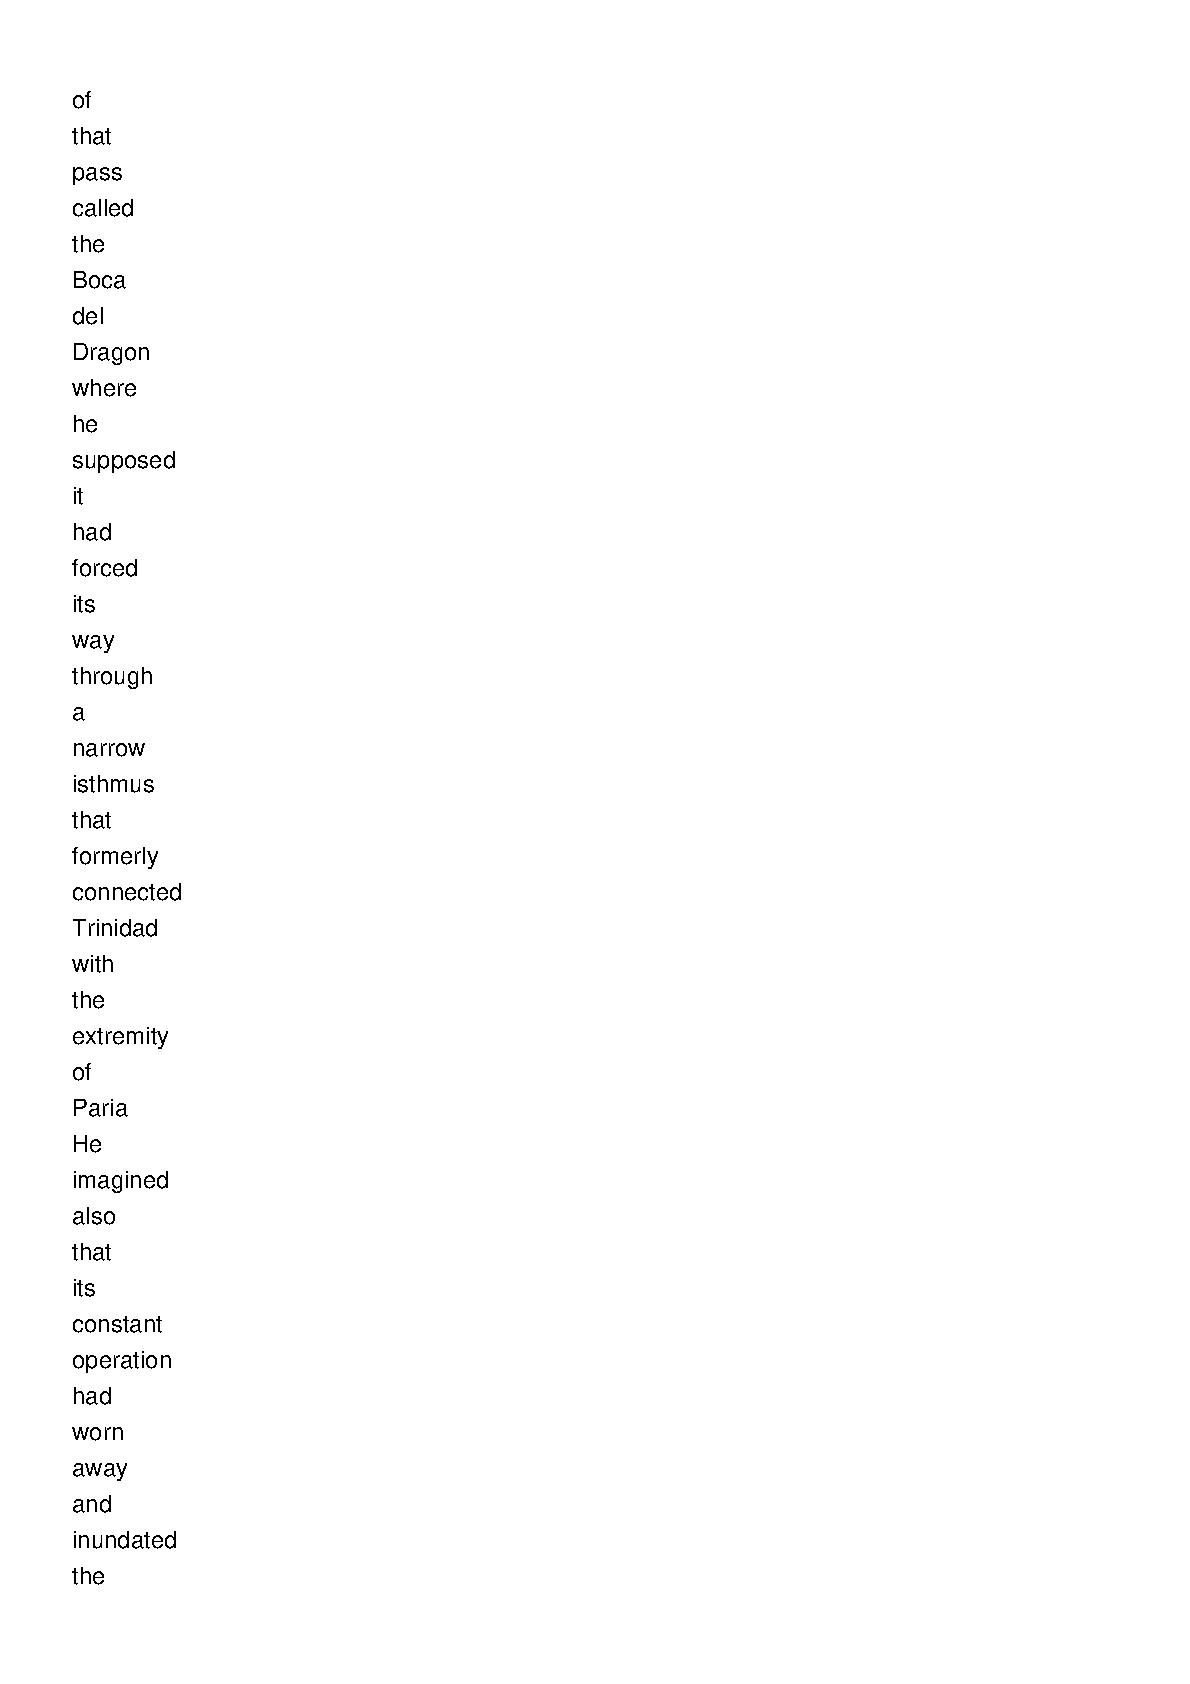 of
that
pass
called
the
Boca
del
Dragon
where
he
supposed
it
had
forced
its
way
through
a
narrow
isthmus
that
formerly
connected
Trinidad
with
the
extremity
of
Paria
He
imagined
also
that
its
constant
operation
had
worn
away
and
inundated
the